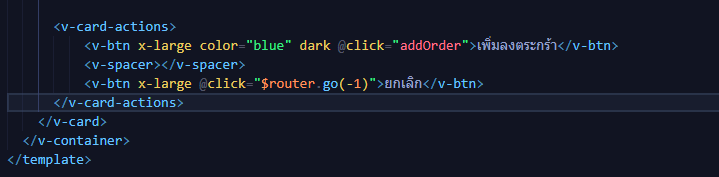 <v-card-actions>
<v-btn x-large color="blue" dark @click="addOrder">เพิ่มลงตระกร้า</v-btn>
<v-spacer></v-spacer>
<v-btn x-large @click="$router.go(-1)">ยกเลิก</v-btn>
</v-card-actions>
</v-card>
</v-container>
</template>